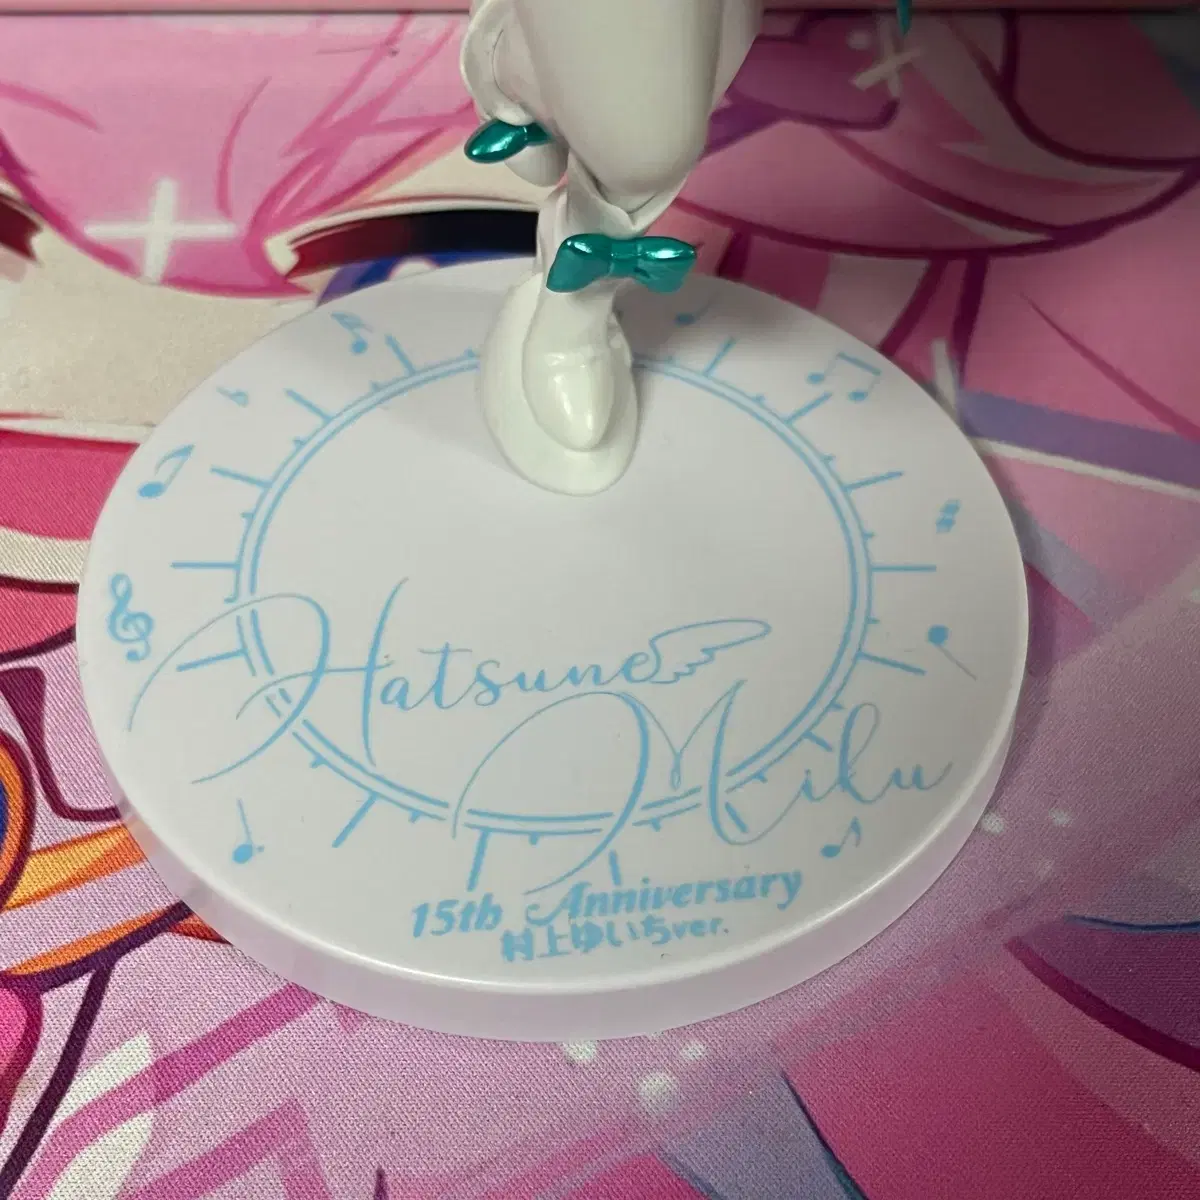 Hatsune
Miku
15th Anniversary
村上ゆいちver.